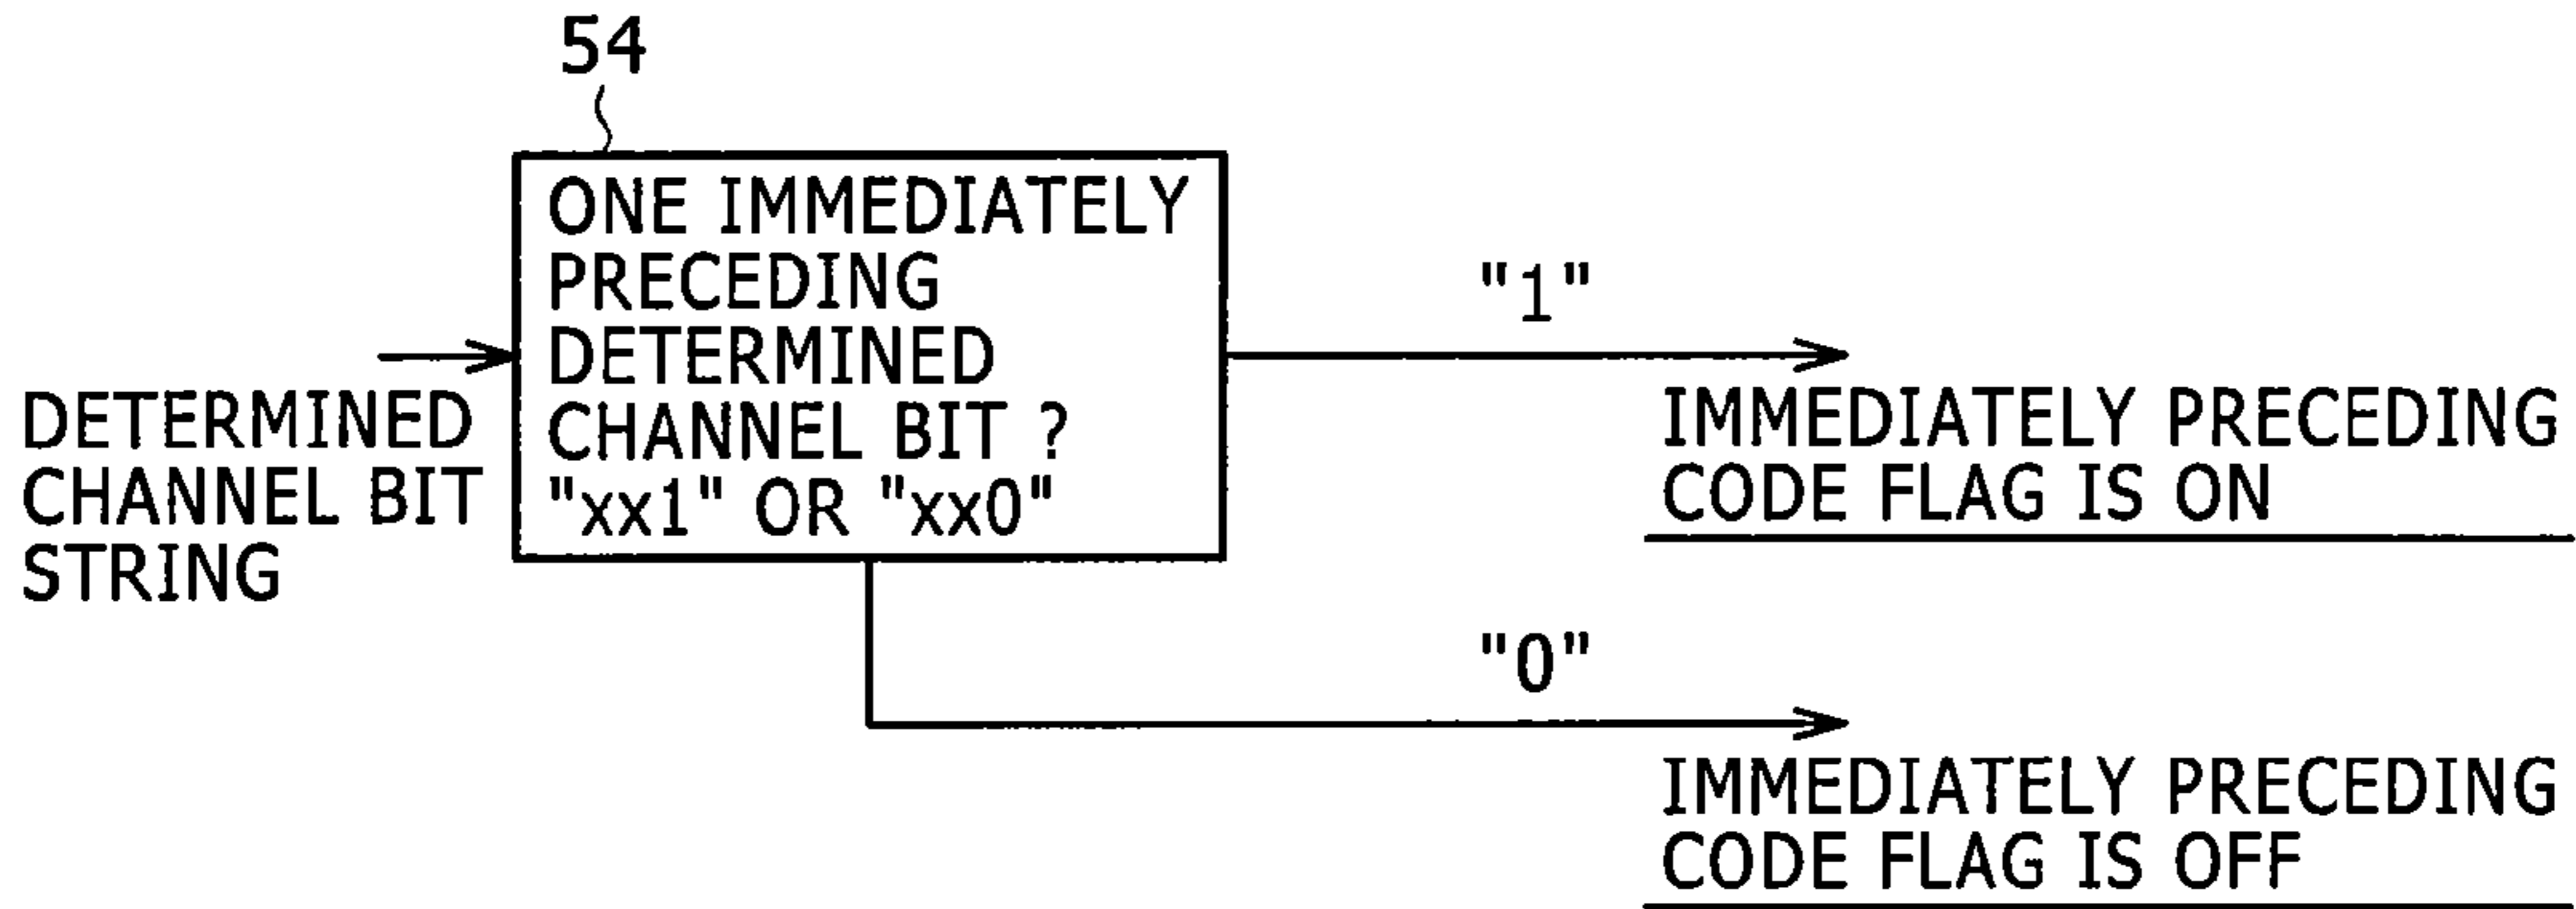 54
ONE IMMEDIATELY
PRECEDING
DETERMINED
CHANNEL BIT ?
"xx1" OR "xx0"
DETERMINED
CHANNEL BIT
STRING
"1"
IMMEDIATELY PRECEDING
CODE FLAG IS ON
"0"
IMMEDIATELY PRECEDING
CODE FLAG IS OFF